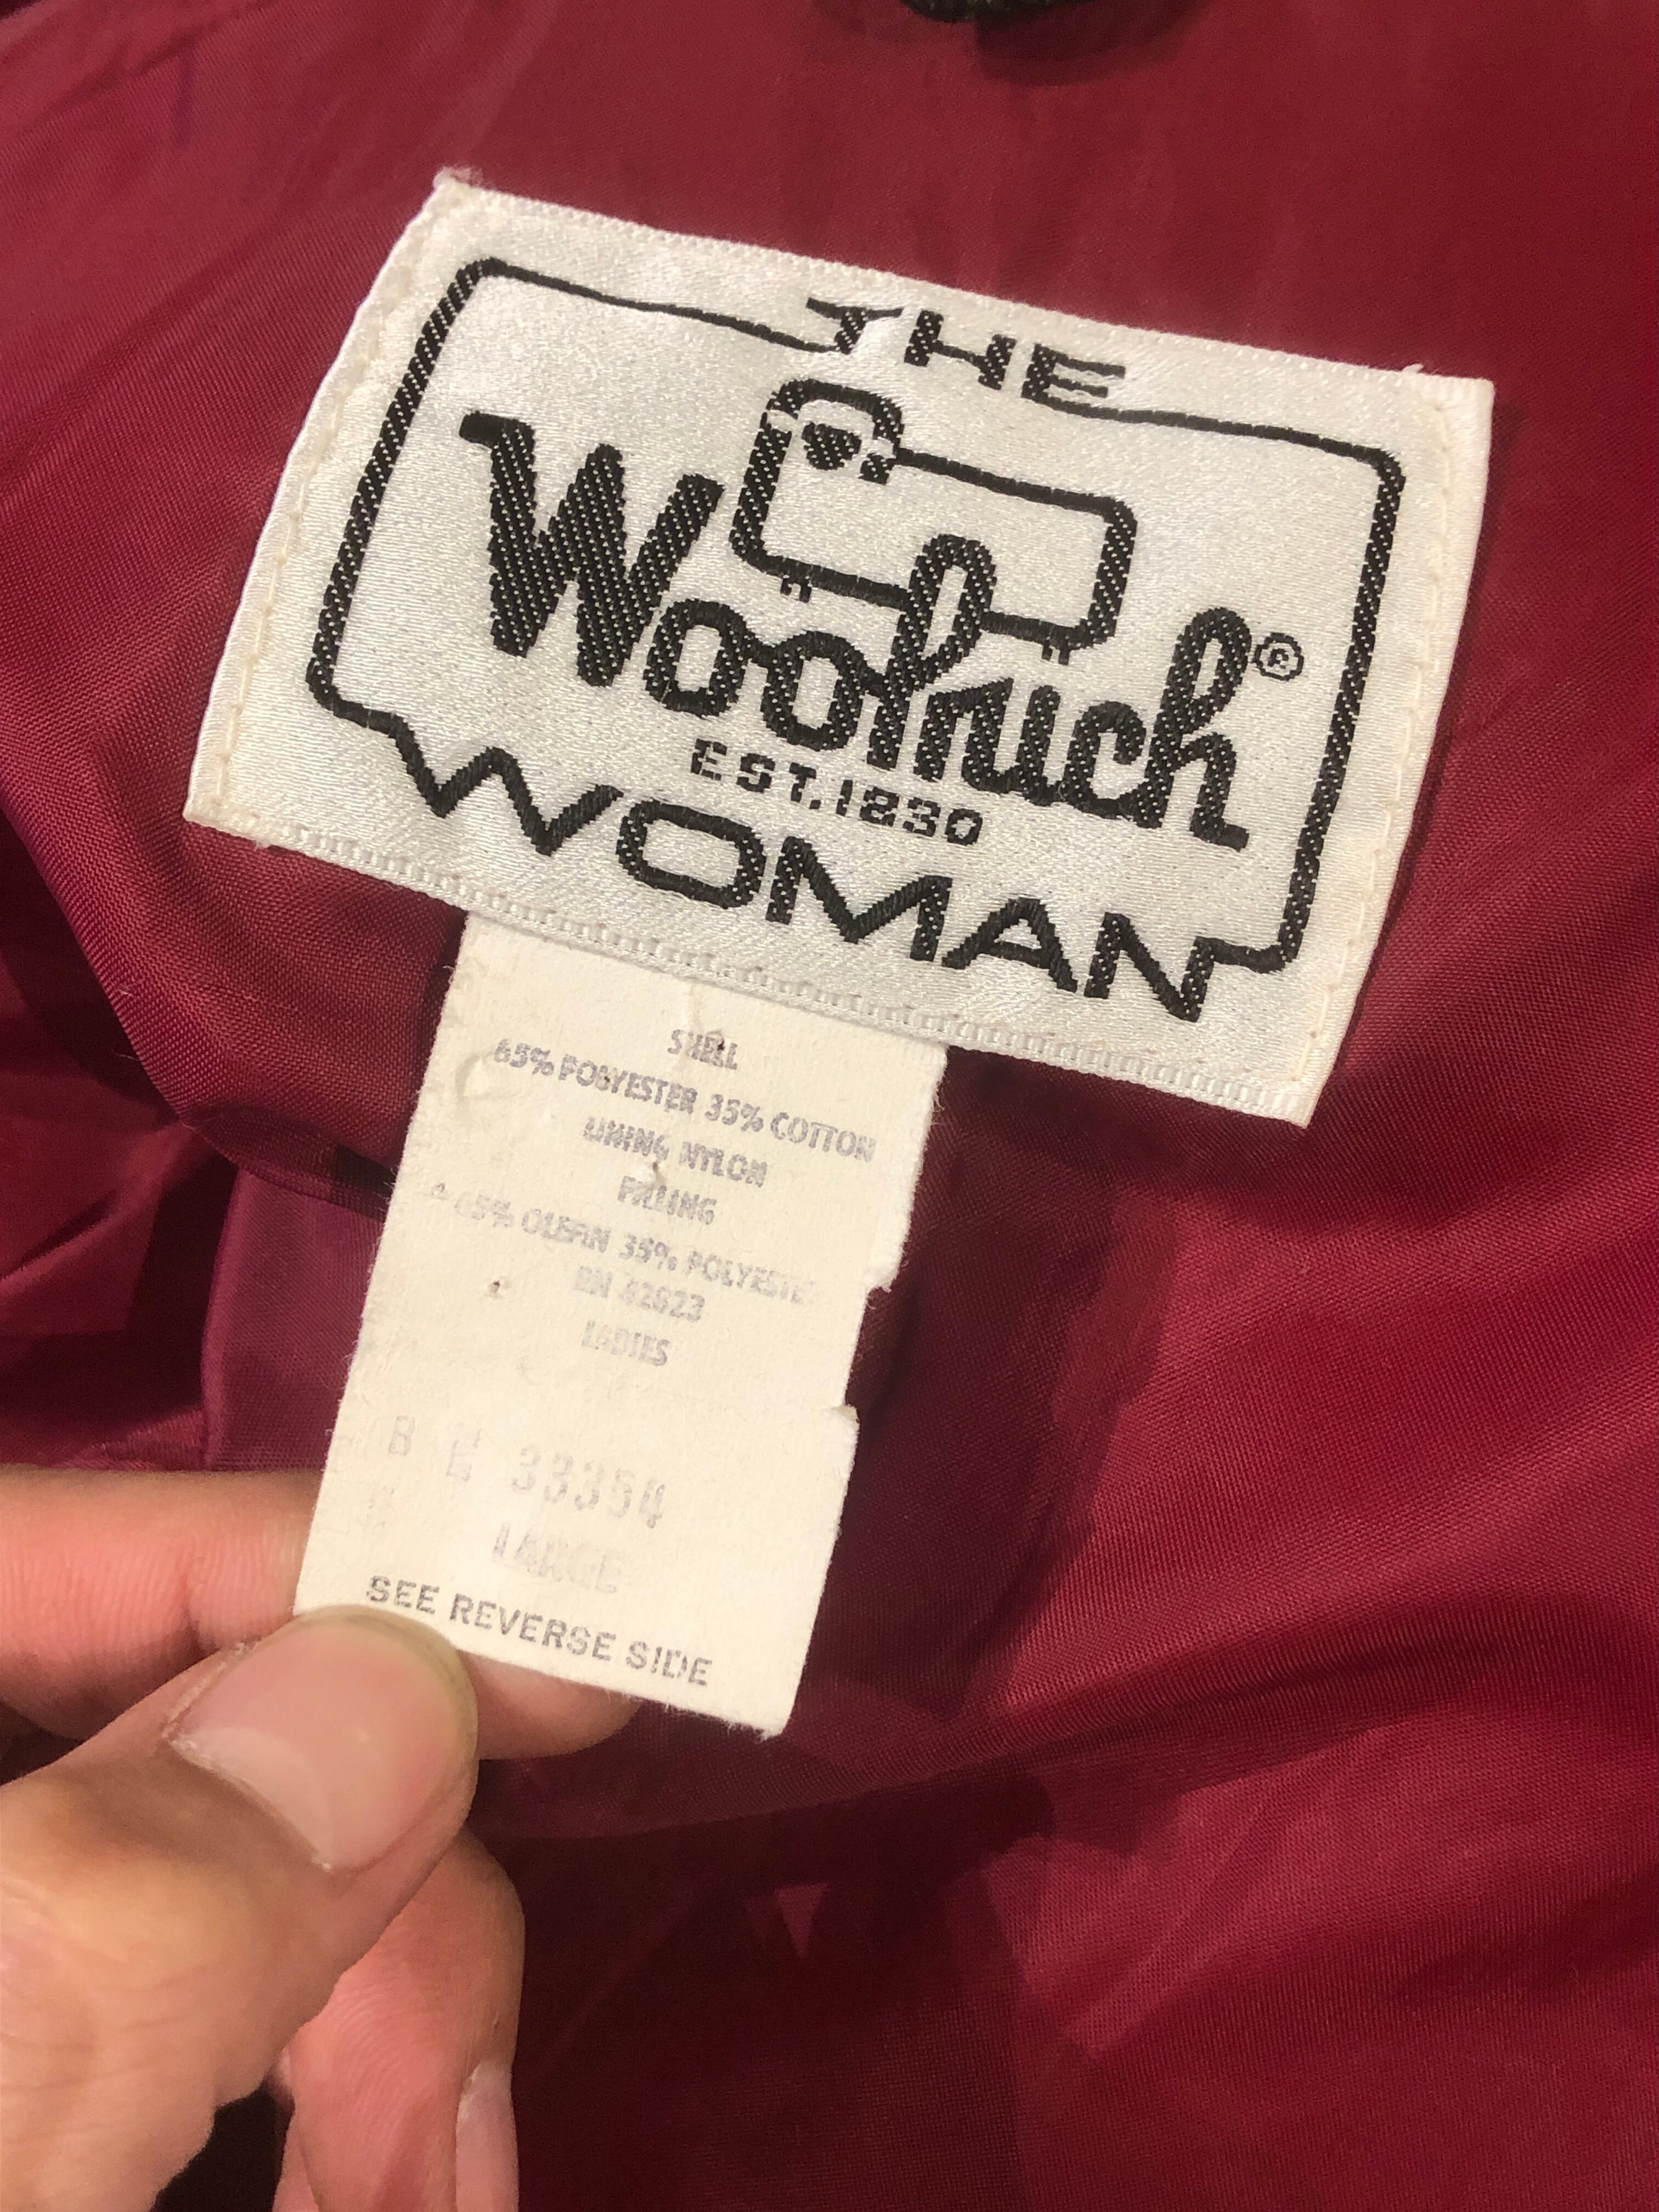 THE
Woolrich®
EST. 1830
WOMAN
SHELL
65% POLYESTER 35% COTTON
LINING NYLON
FILLING
65% OLEFIN 35% POLYESTER
RN
LADIES
B 33354
LARGE
SEE REVERSE SIDE